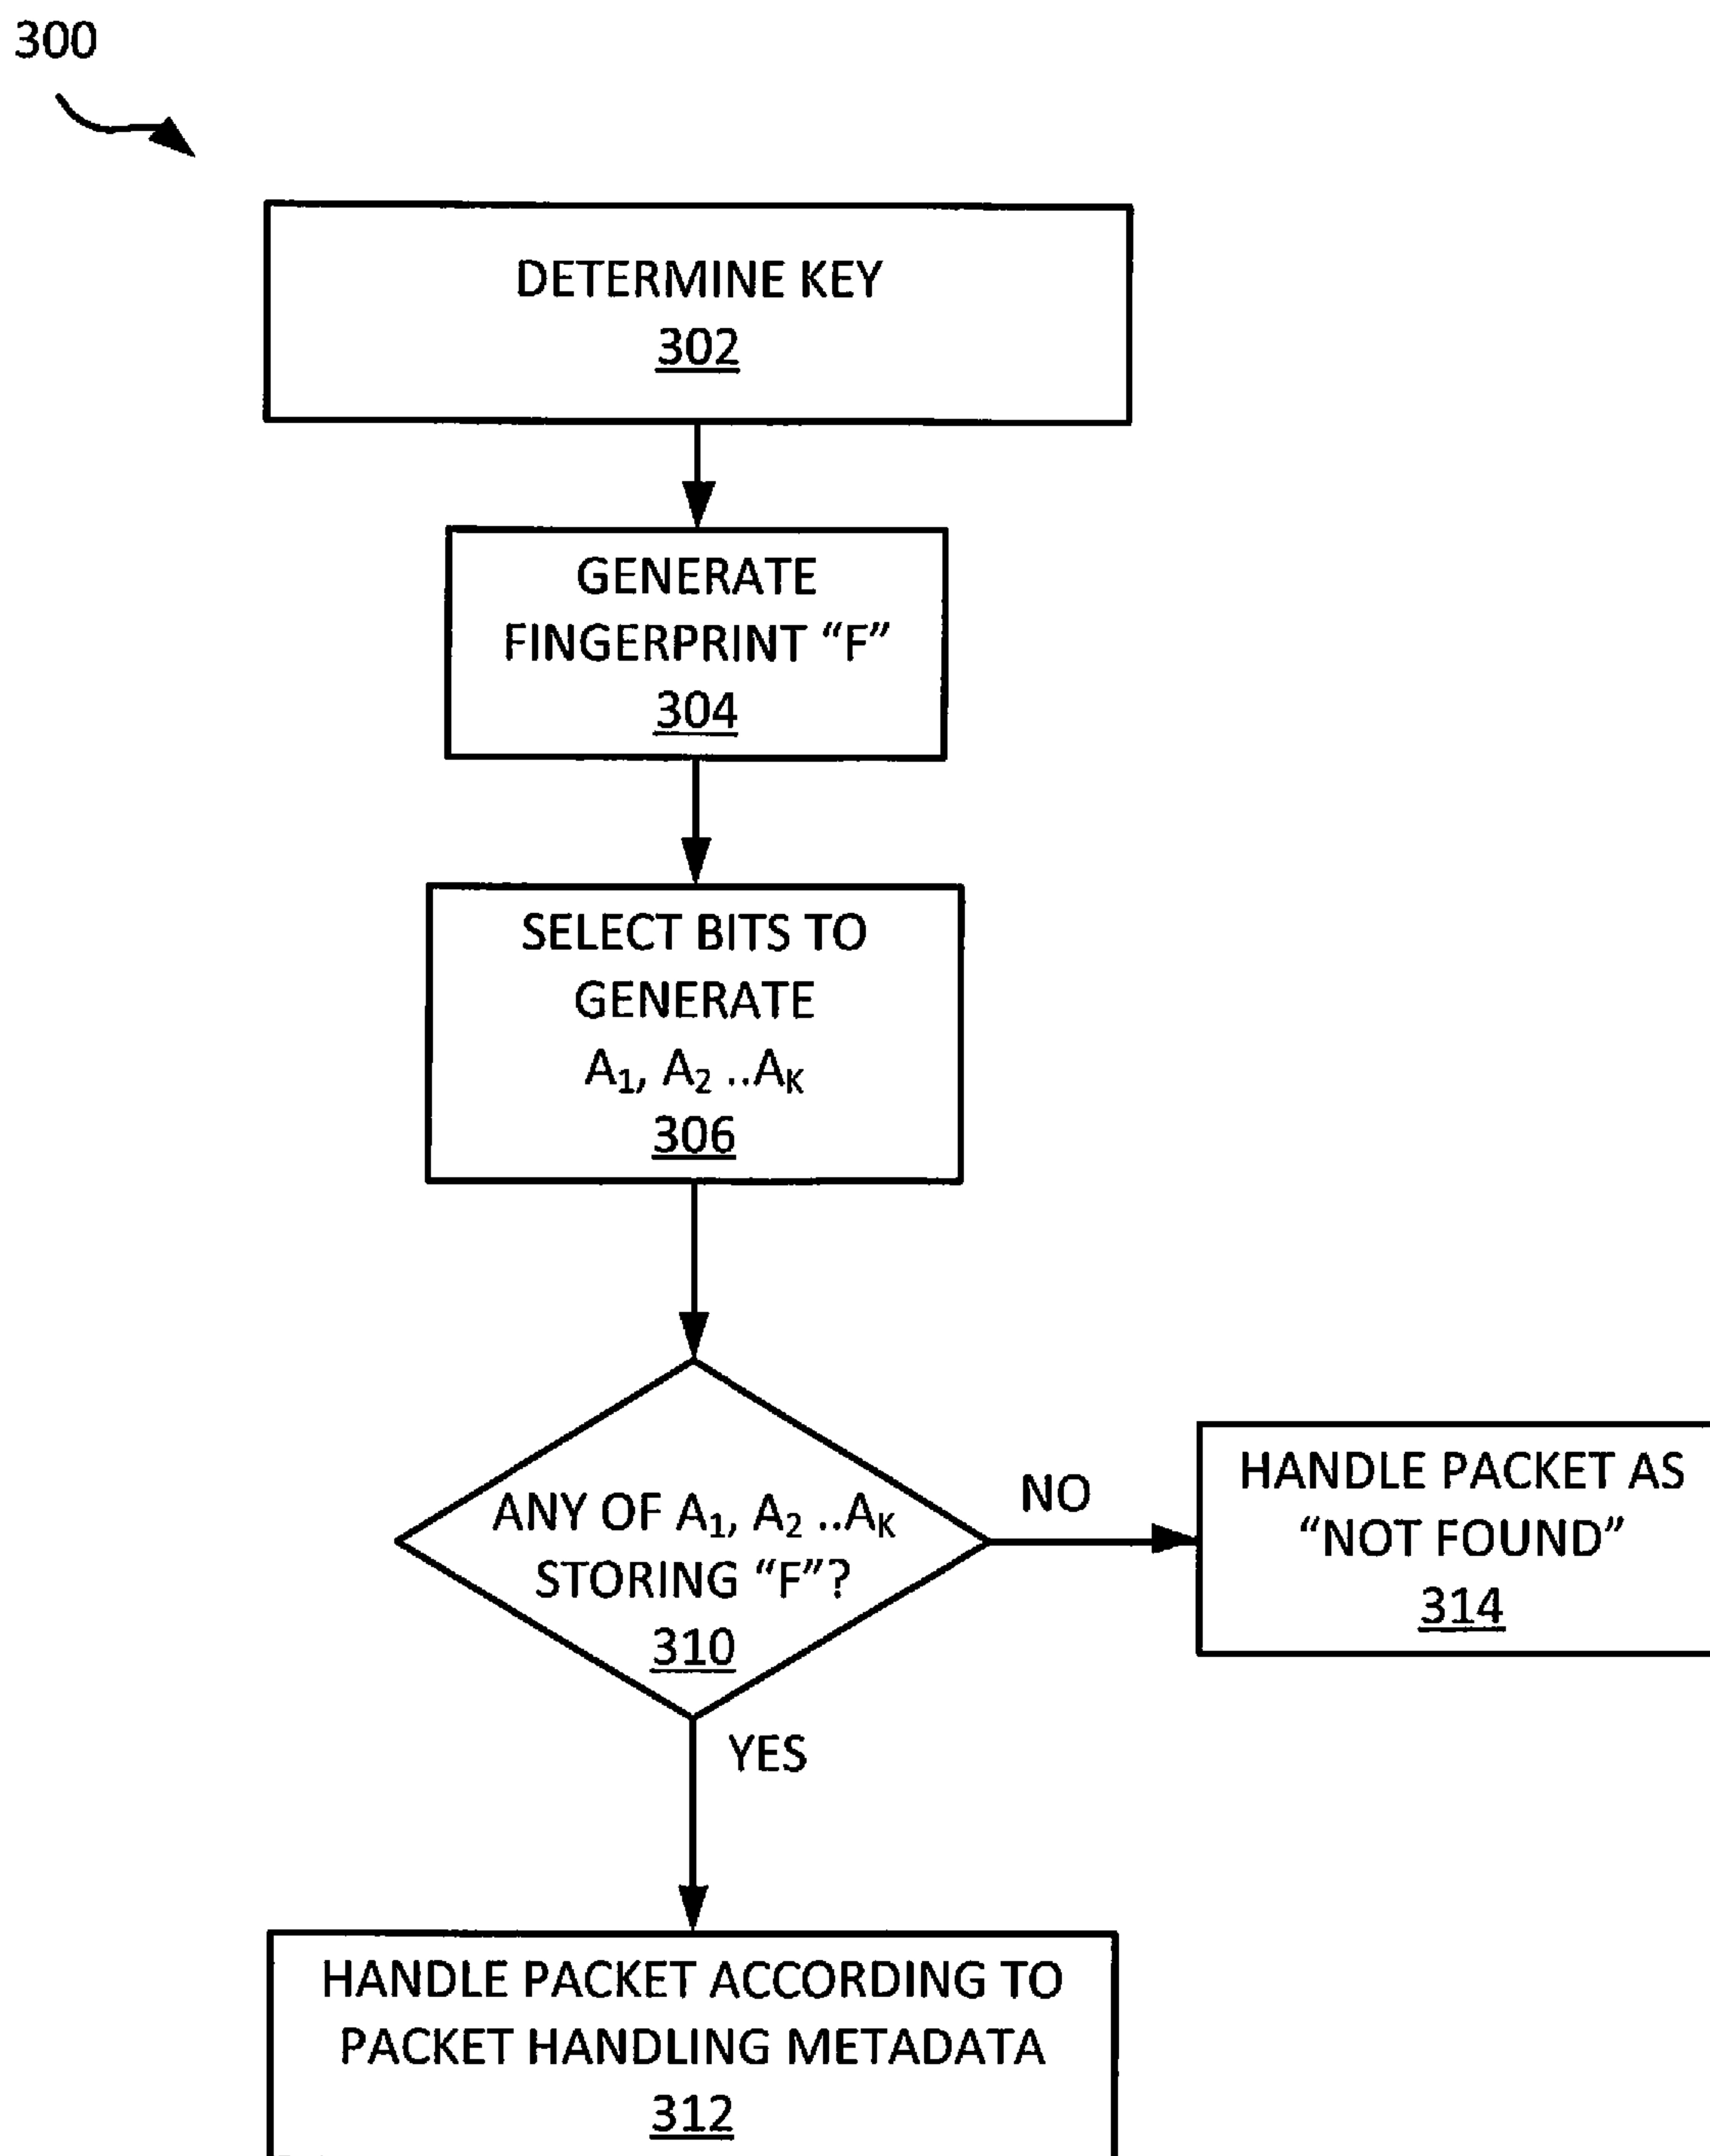 300
DETERMINE KEY
302
GENERATE
FINGERPRINT “F”
304
SELECT BITS TO
GENERATE
A₁, A₂ ..Aₖ
306
ANY OF A₁, A₂ ..Aₖ
STORING “F”?
310
NO
HANDLE PACKET AS
“NOT FOUND”
314
YES
HANDLE PACKET ACCORDING TO
PACKET HANDLING METADATA
312